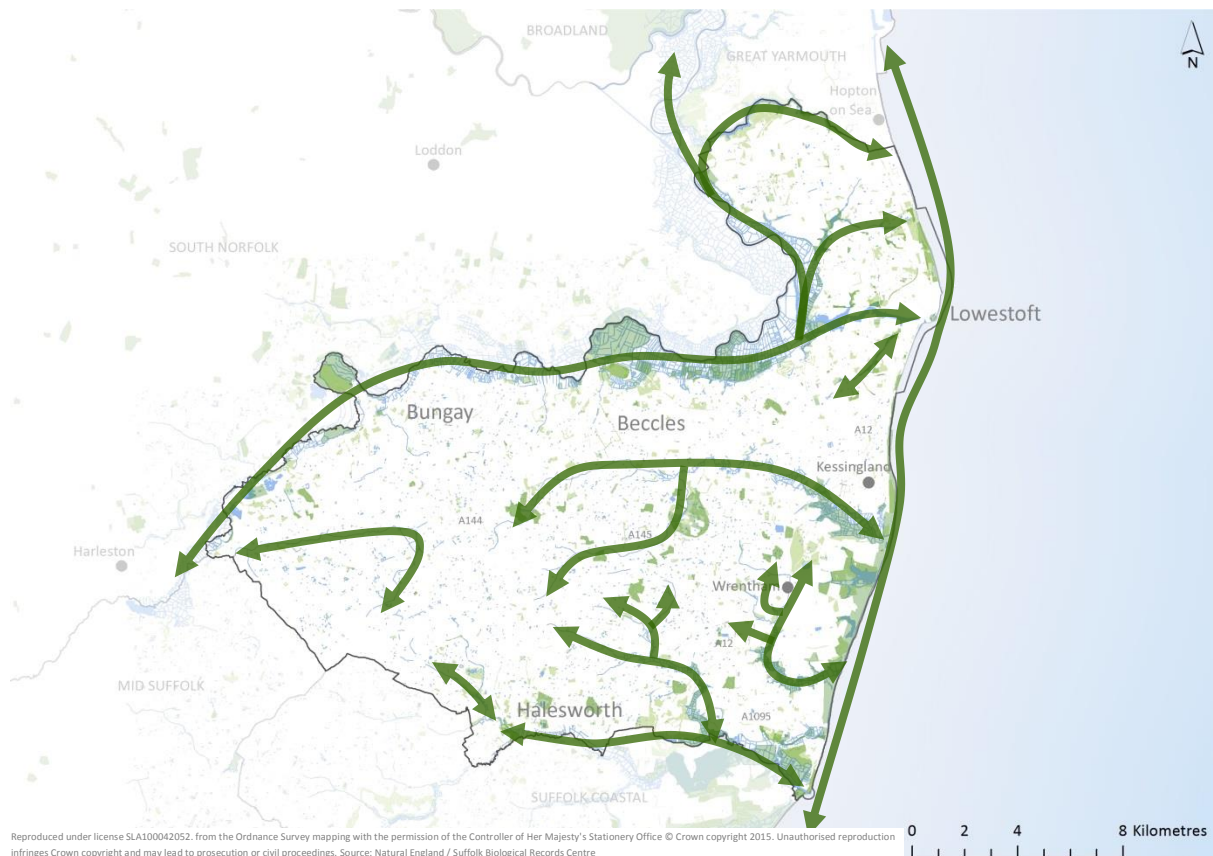 BROADLAND
GREAT YARMOUTH
N
Hopton
on Sea
Loddon
SOUTH NORFOLK
Lowestoft
Bungay
Beccles
A12
Kessingland
A144
A145
Harleston
Wrentham
A12
MID SUFFOLK
Halesworth
A1095
SUFFOLK COASTAL
0 2 4 8 Kilometres
Reproduced under license SLA100042052. from the Ordnance Survey mapping with the permission of the Controller of Her Majesty's Stationery Office © Crown copyright 2015. Unauthorised reproduction
infringes Crown copyright and may lead to prosecution or civil proceedings. Source: Natural England / Suffolk Biological Records Centre